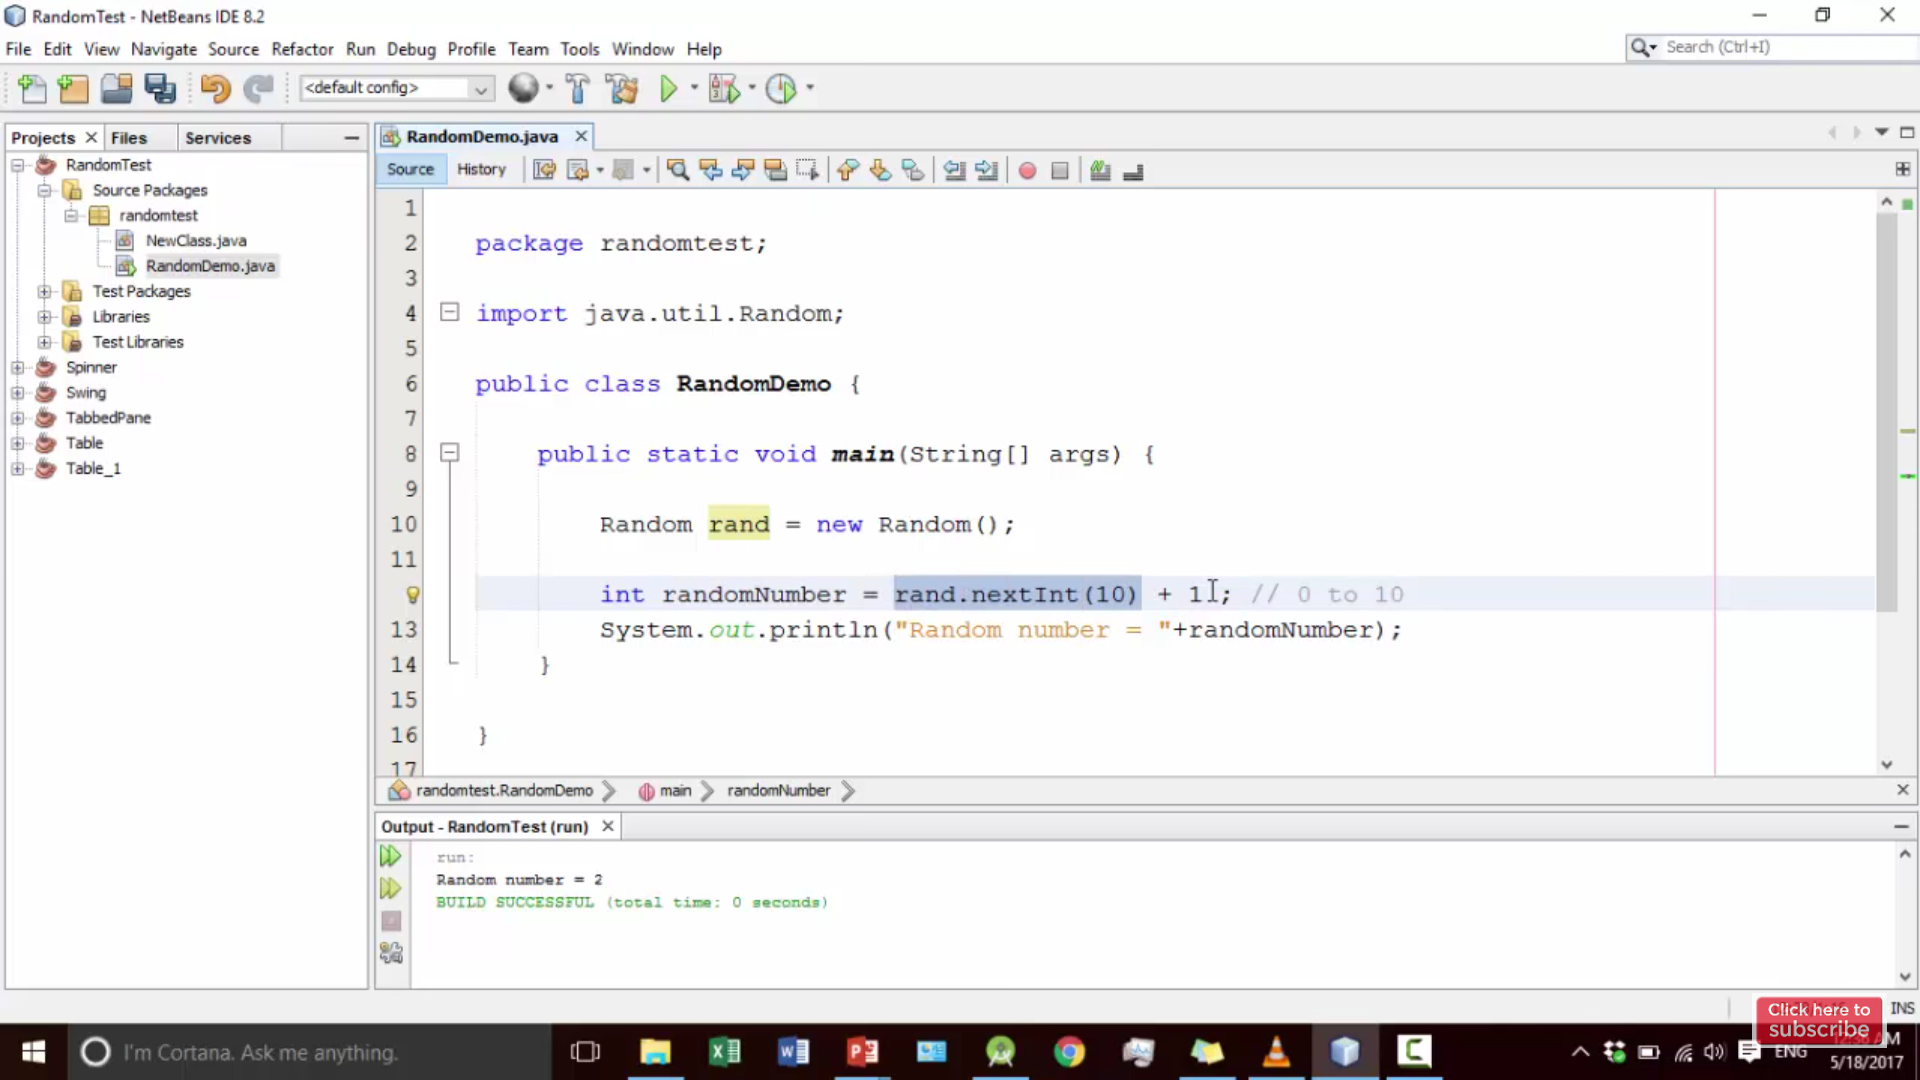 RandomTest - NetBeans IDE 8.2
File Edit View Navigate Source Refactor Run Debug Profile Team Tools Window Help
Search (Ctrl+I)
<default config>
Projects Files Services
RandomTest
Source Packages
randomtest
NewClass.java
RandomDemo.java
Test Packages
Libraries
Test Libraries
Spinner
Swing
TabbedPane
Table
Table_1
RandomDemo.java
Source History
1
2 package randomtest;
3
4 import java.util.Random;
5
6 public class RandomDemo {
7
8 public static void main(String[] args) {
9
10 Random rand = new Random();
11
int randomNumber = rand.nextInt(10) + 1; // 0 to 10
13 System.out.println("Random number = "+randomNumber);
14 }
15
16 }
17
randomtest.RandomDemo main randomNumber
Output - RandomTest (run)
run:
Random number = 2
BUILD SUCCESSFUL (total time: 0 seconds)
INS
Click here to
subscribe
I'm Cortana. Ask me anything.
ENG
AM
5/18/2017